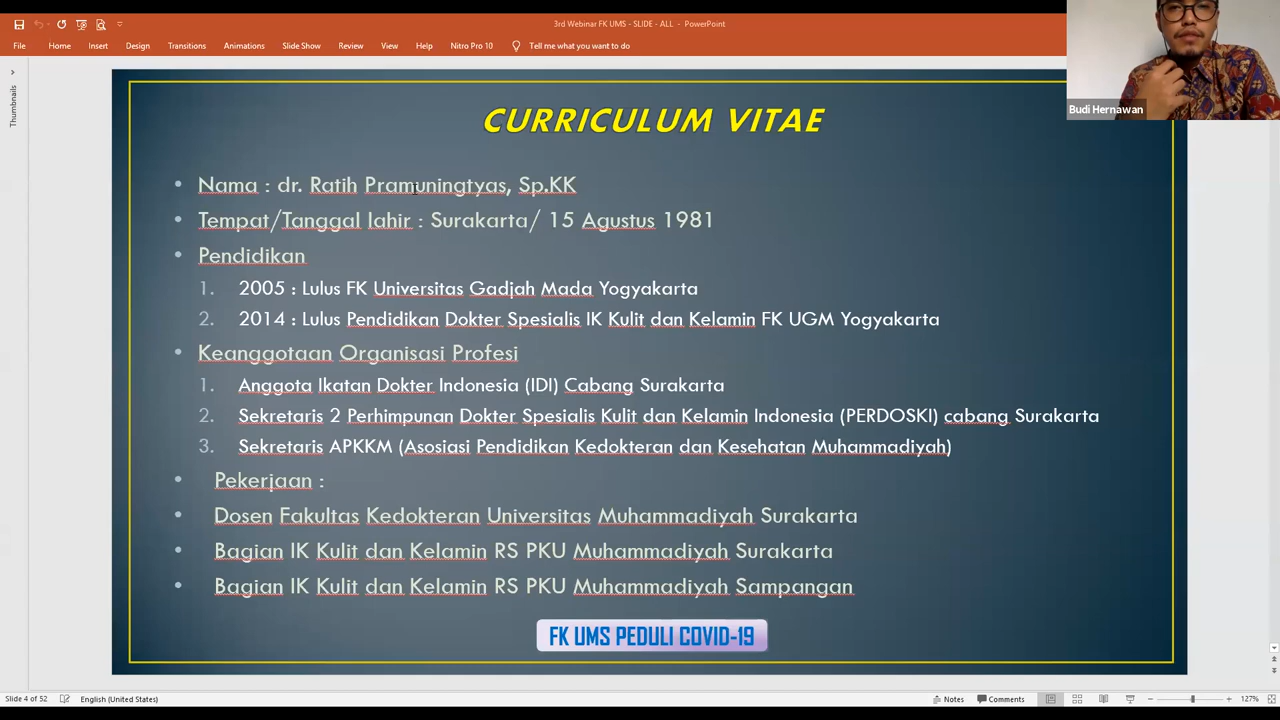 3rd Webinar FK UMS - SLIDE - ALL - PowerPoint
File Home Insert Design Transitions Animations Slide Show Review View Help Nitro Pro 10 Tell me what you want to do
Budi Hernawan
Thumbnails
CURRICULUM VITAE
• Nama : dr. Ratih Pramuningtyas, Sp.KK
• Tempat/Tanggal lahir : Surakarta/ 15 Agustus 1981
• Pendidikan
1. 2005 : Lulus FK Universitas Gadjah Mada Yogyakarta
2. 2014 : Lulus Pendidikan Dokter Spesialis IK Kulit dan Kelamin FK UGM Yogyakarta
• Keanggotaan Organisasi Profesi
1. Anggota Ikatan Dokter Indonesia (IDI) Cabang Surakarta
2. Sekretaris 2 Perhimpunan Dokter Spesialis Kulit dan Kelamin Indonesia (PERDOSKI) cabang Surakarta
3. Sekretaris APKKM (Asosiasi Pendidikan Kedokteran dan Kesehatan Muhammadiyah)
• Pekerjaan :
• Dosen Fakultas Kedokteran Universitas Muhammadiyah Surakarta
• Bagian IK Kulit dan Kelamin RS PKU Muhammadiyah Surakarta
• Bagian IK Kulit dan Kelamin RS PKU Muhammadiyah Sampangan
FK UMS PEDULI COVID-19
Slide 4 of 52 English (United States) Notes Comments 127%